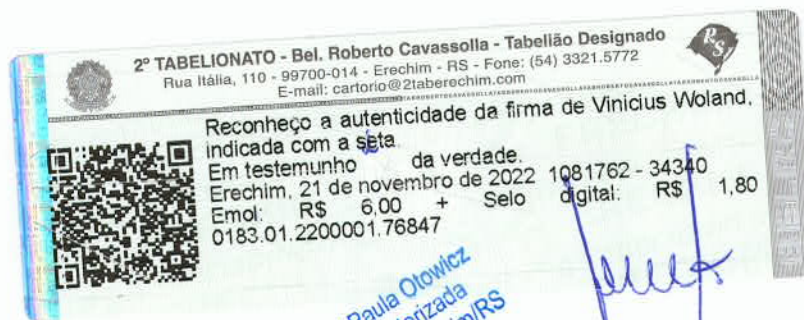 2º TABELIONATO - Bel. Roberto Cavassolla - Tabelião Designado
Rua Itália, 110 - 99700-014 - Erechim - RS - Fone: (54) 3321.5772
E-mail: cartorio@2taberechim.com
Reconheço a autenticidade da firma de Vinicius Woland,
indicada com a seta.
Em testemunho da verdade.
Erechim, 21 de novembro de 2022 1081762 - 34340
Emol: R$ 6,00 + Selo digital: R$ 1,80
0183.01.2200001.76847
Paula Otowicz